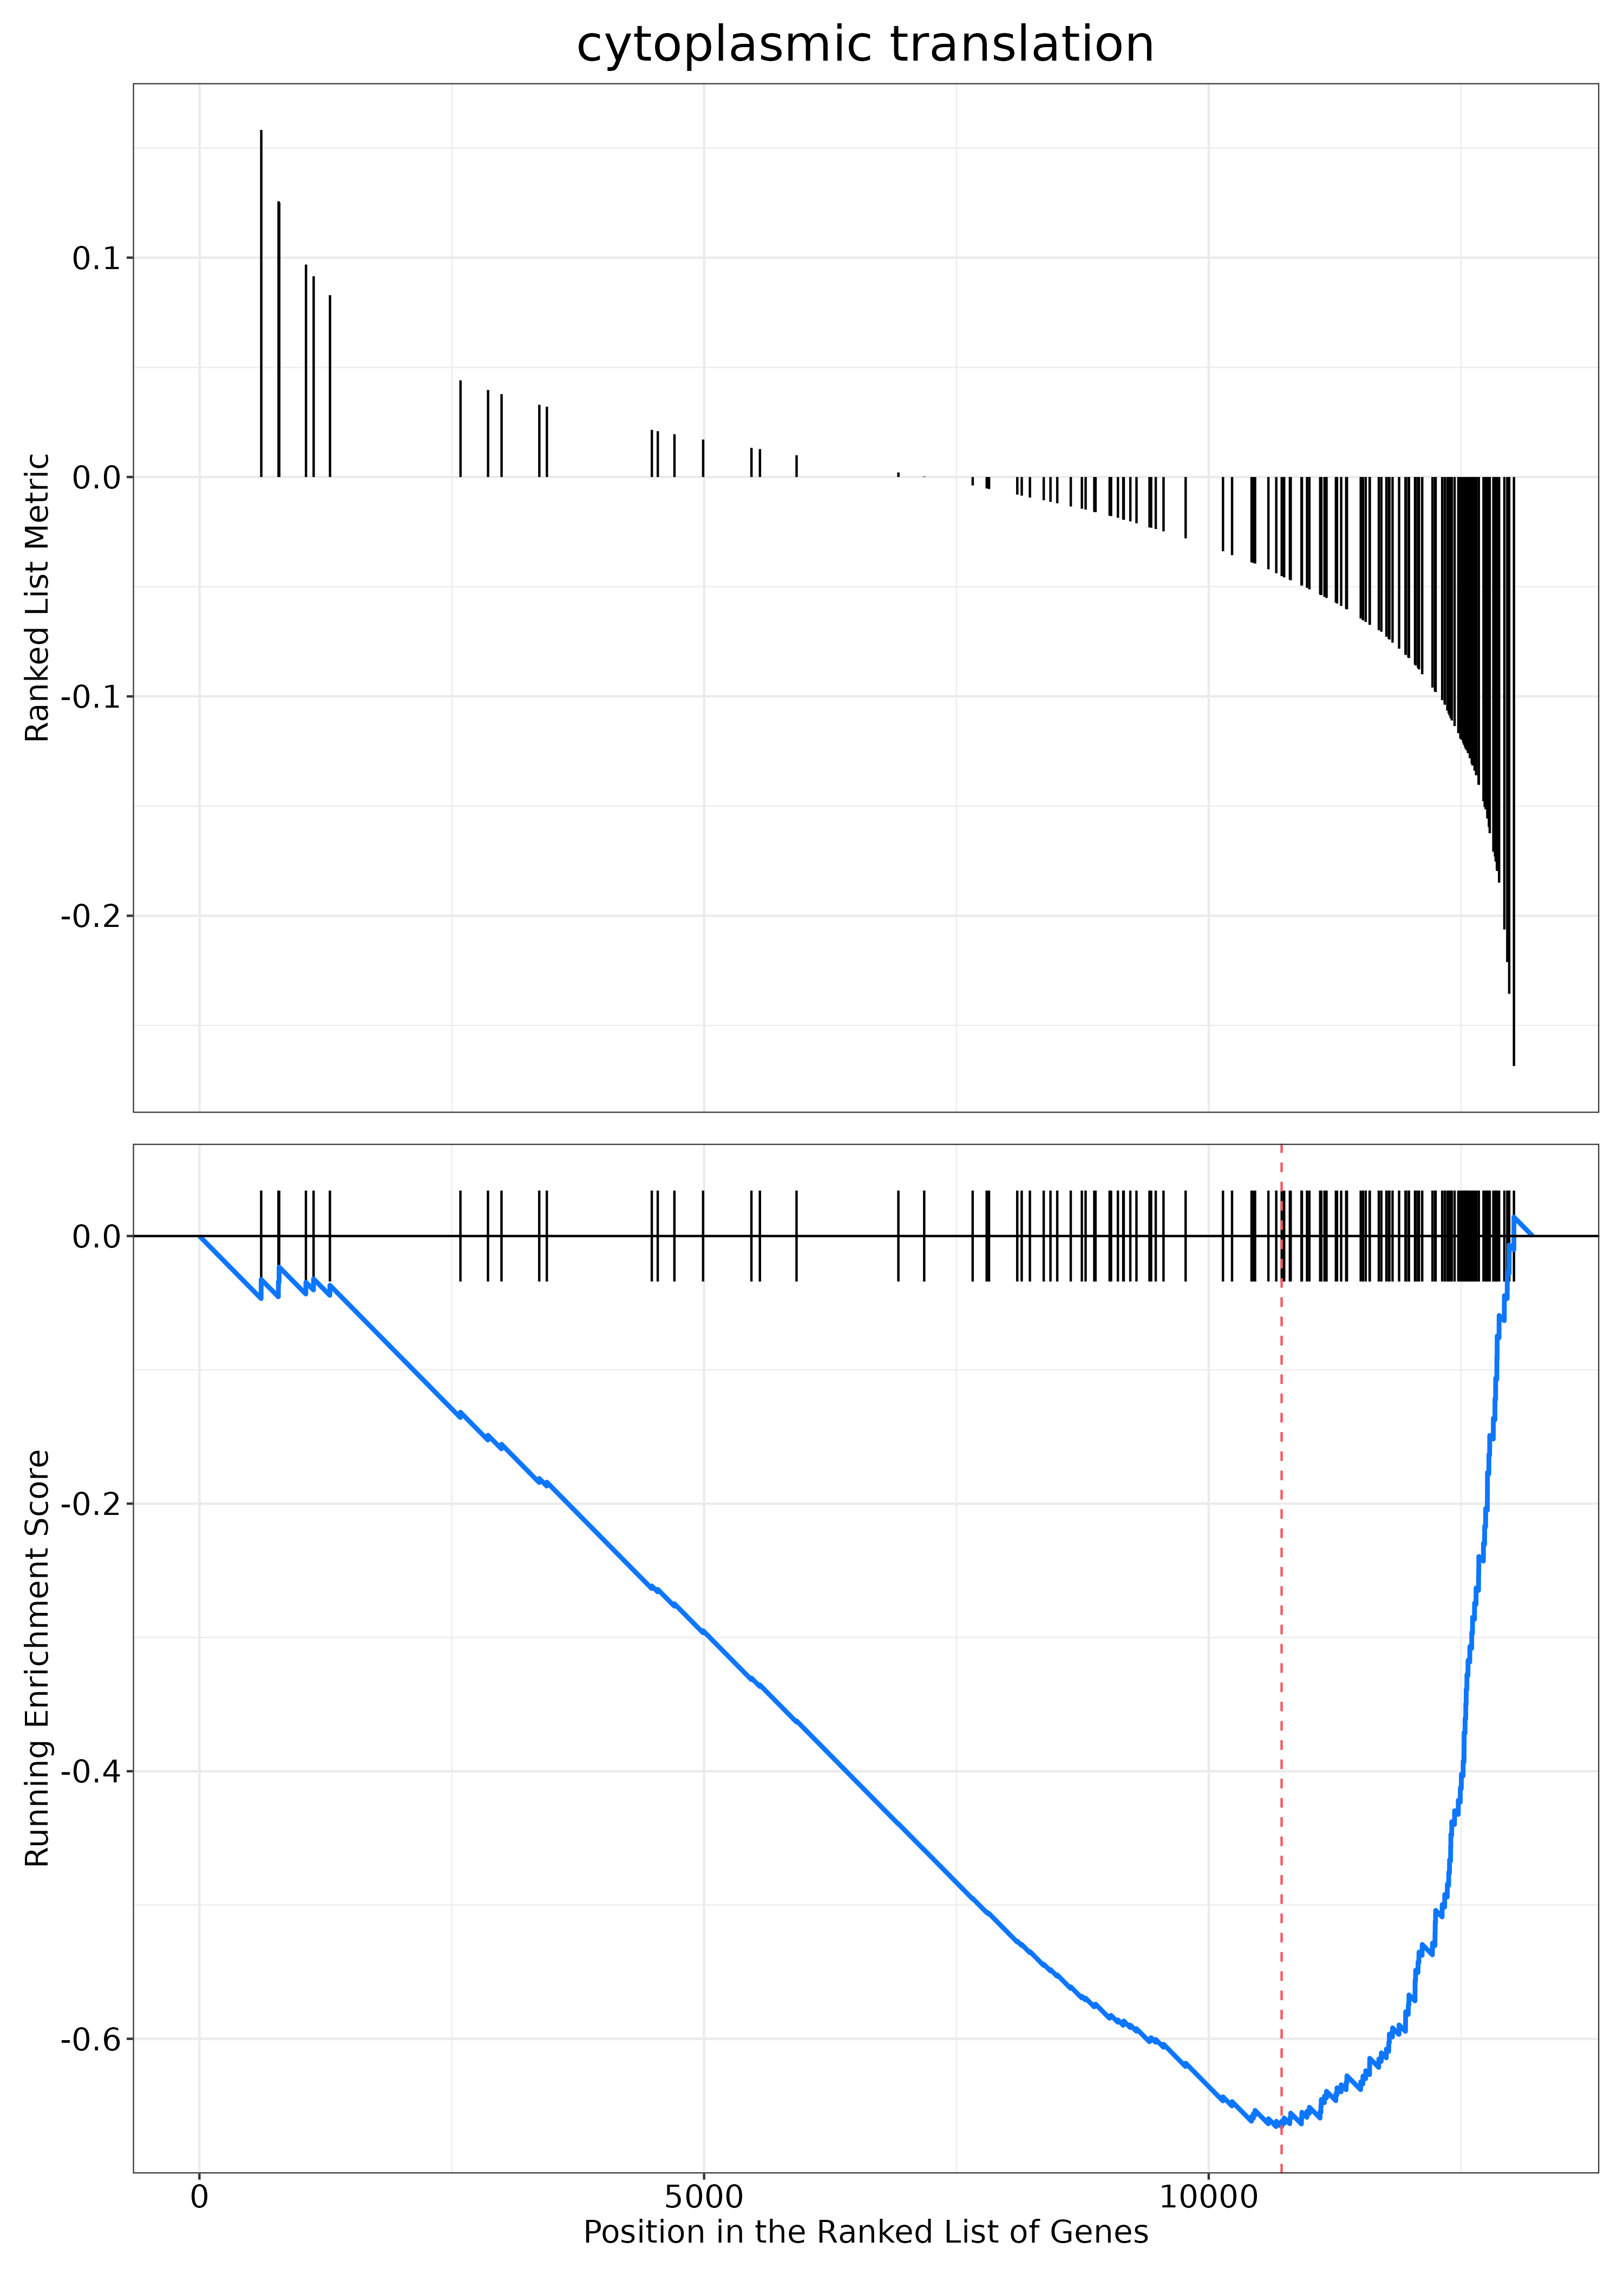 cytoplasmic translation
Ranked List Metric
0.1
0.0
-0.1
-0.2
Running Enrichment Score
0.0
-0.2
-0.4
-0.6
0 5000 10000
Position in the Ranked List of Genes